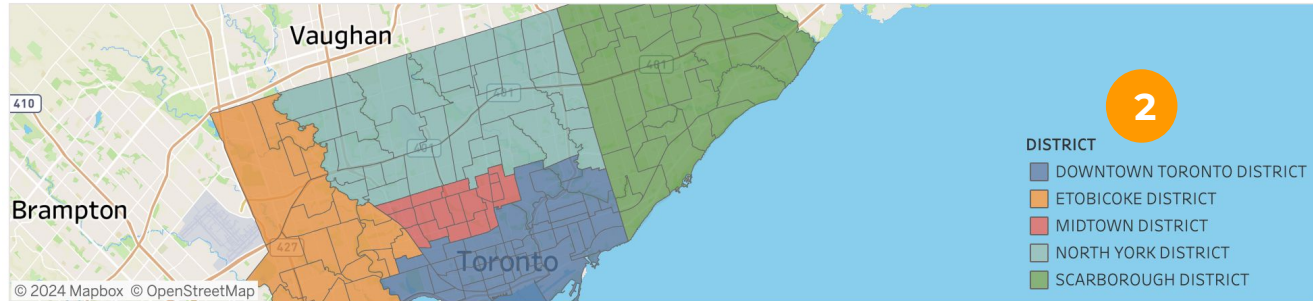 Vaughan
401
410
401
2
401
DISTRICT
DOWNTOWN TORONTO DISTRICT
ETOBICOKE DISTRICT
Brampton
MIDTOWN DISTRICT
427
NORTH YORK DISTRICT
Toronto
SCARBOROUGH DISTRICT
© 2024 Mapbox © OpenStreetMap